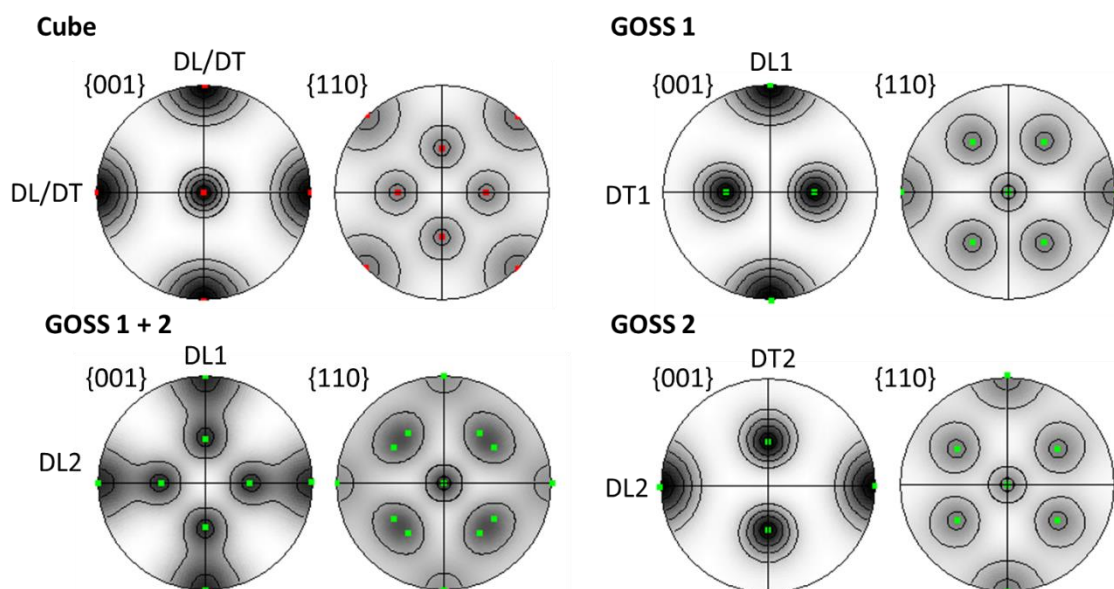 Cube
DL/DT
{001} {110}
DL/DT
GOSS 1
DL1
{001} {110}
DT1
GOSS 1 + 2
DL1
{001} {110}
DL2
GOSS 2
DT2
{001} {110}
DL2